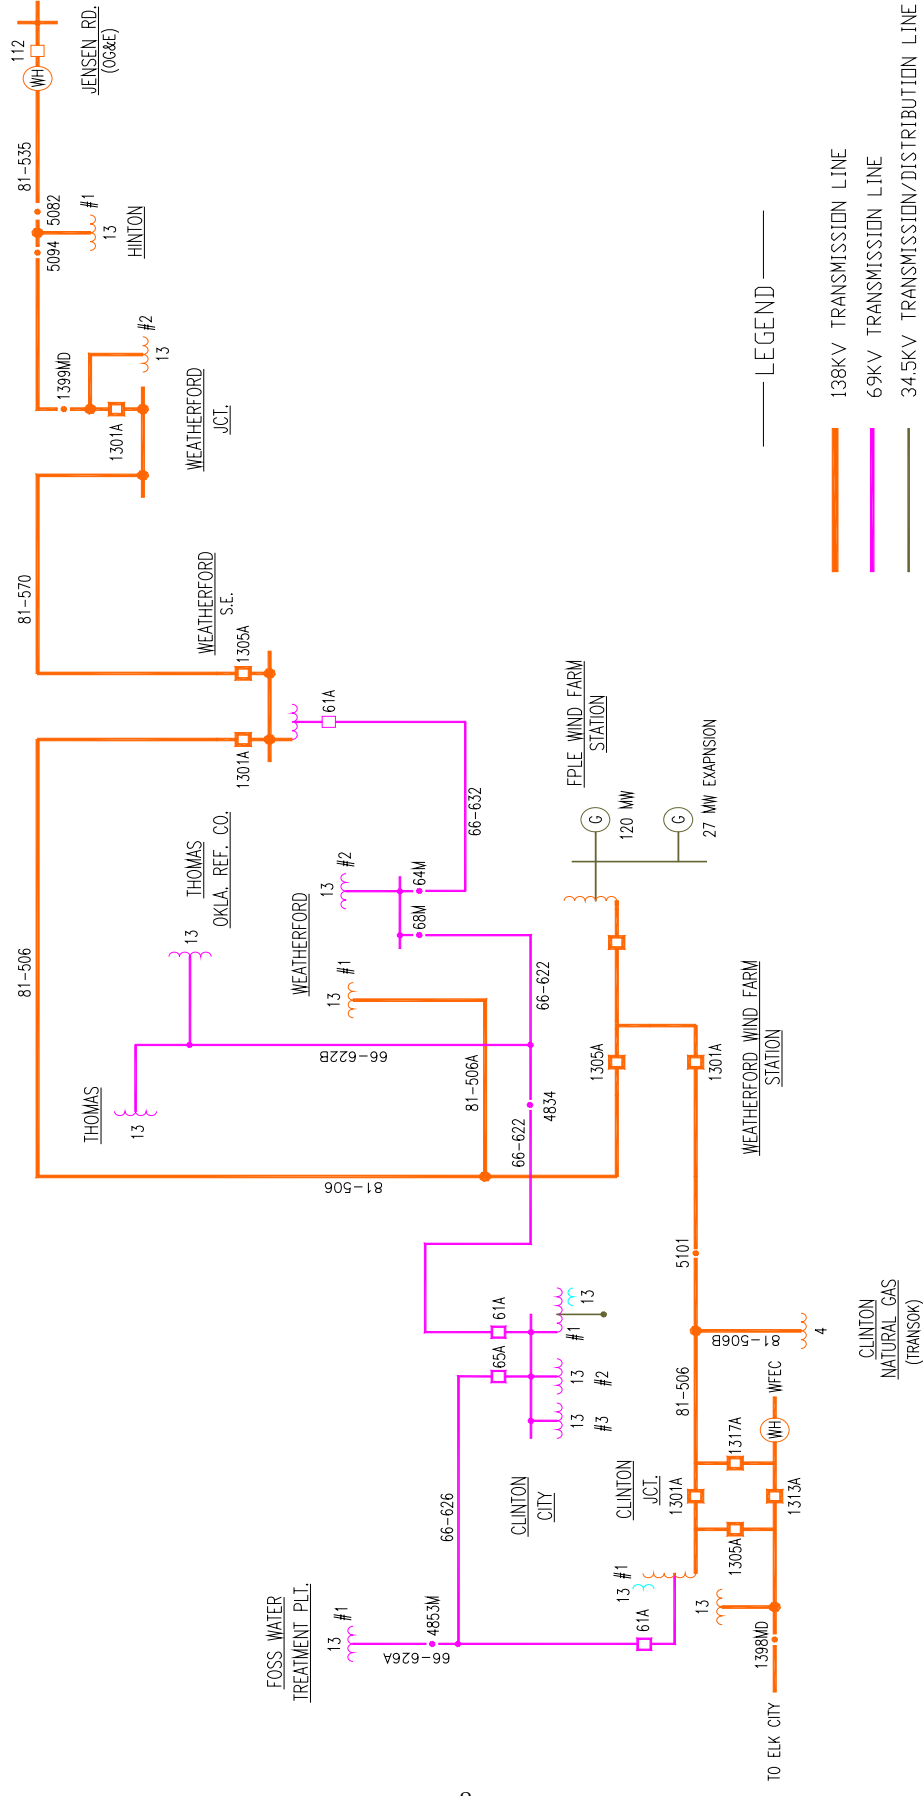 TO ELK CITY
1398MD
13
1305A
1313A
1317A
WH
WFEC
CLINTON
JCT.
1301A
13 #1
61A
81-506
81-506B
4
CLINTON
NATURAL GAS
(TRANSOK)
5101
FOSS WATER
TREATMENT PLT.
13 #1
66-626A
4853M
66-626
CLINTON
CITY
65A
61A
13 #3
13 #2
#1
13
66-622
4834
66-622
THOMAS
13
66-622B
THOMAS
OKLA. REF. CO.
13
WEATHERFORD
13 #1
13 #2
81-506A
68M
64M
66-632
61A
81-506
81-506
1305A
1301A
WEATHERFORD WIND FARM
STATION
FPLE WIND FARM
STATION
G
120 MW
G
27 MW EXAPNSION
WEATHERFORD
S.E.
1301A
1305A
81-570
WEATHERFORD
JCT.
1301A
1399MD
13 #2
HINTON
5094
5082
13 #1
81-535
WH
112
JENSEN RD.
(OG&E)
LEGEND
138KV TRANSMISSION LINE
69KV TRANSMISSION LINE
34.5KV TRANSMISSION/DISTRIBUTION LINE